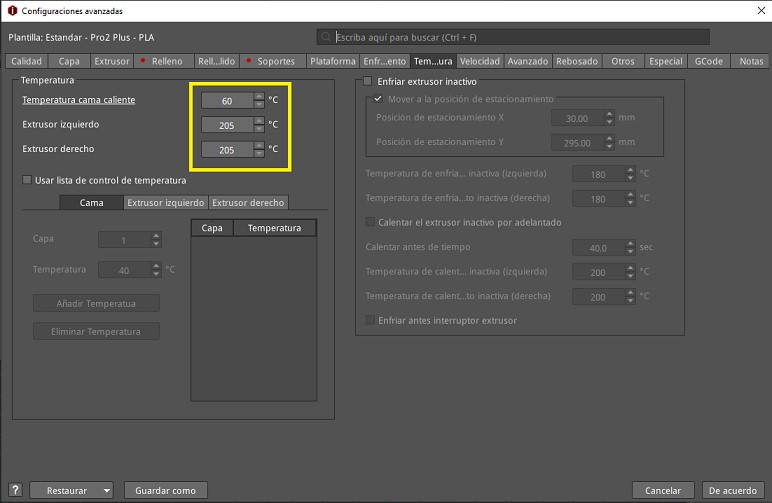 Configuraciones avanzadas
Plantilla: Estandar - Pro2 Plus - PLA
Escriba aquí para buscar (Ctrl + F)
Calidad Capa Extrusor Relleno Rell...lido Soportes Plataforma Enfr...ento Tem...ura Velocidad Avanzado Rebosado Otros Especial GCode Notas
Temperatura
Temperatura cama caliente 60 °C
Extrusor izquierdo 205 °C
Extrusor derecho 205 °C
Usar lista de control de temperatura
Cama Extrusor izquierdo Extrusor derecho
Capa 1
Temperatura 40 °C
Añadir Temperatua
Eliminar Temperatura
Capa Temperatura
Enfriar extrusor inactivo
Mover a la posición de estacionamiento
Posición de estacionamiento X 30.00 mm
Posición de estacionamiento Y 295.00 mm
Temperatura de enfria... inactiva (izquierda) 180 °C
Temperatura de enfria...to inactiva (derecha) 180 °C
Calentar el extrusor inactivo por adelantado
Calentar antes de tiempo 40.0 sec
Temperatura de calent... inactiva (izquierda) 200 °C
Temperatura de calent...to inactiva (derecha) 200 °C
Enfriar antes interruptor extrusor
? Restaurar Guardar como Cancelar De acuerdo